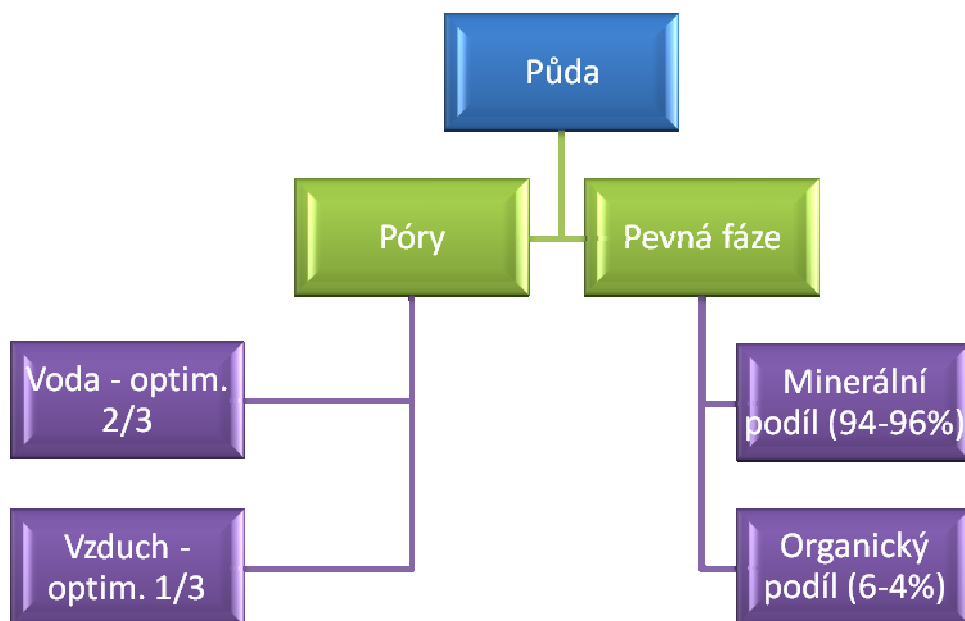 Půda
Póry
Pevná fáze
Voda - optim.
2/3
Minerální
podíl (94-96%)
Vzduch -
optim. 1/3
Organický
podíl (6-4%)